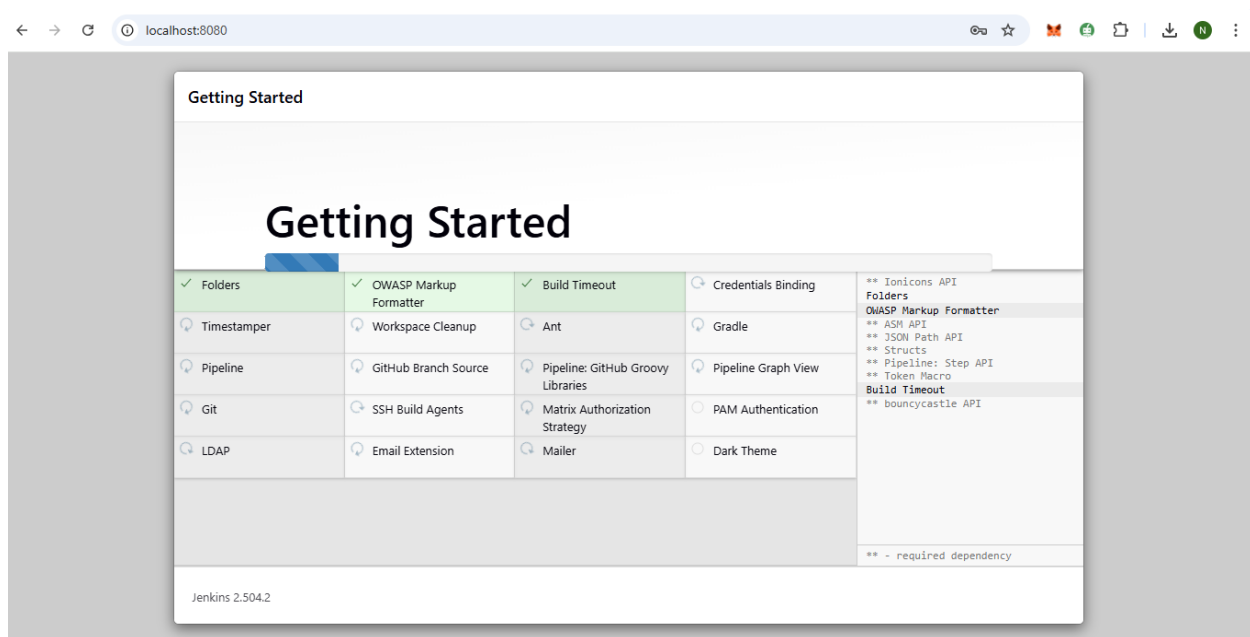 localhost:8080
N
Getting Started
Getting Started
Folders
OWASP Markup
Formatter
Build Timeout
Credentials Binding
Timestamper
Workspace Cleanup
Ant
Gradle
Pipeline
GitHub Branch Source
Pipeline: GitHub Groovy
Libraries
Pipeline Graph View
Git
SSH Build Agents
Matrix Authorization
Strategy
PAM Authentication
LDAP
Email Extension
Mailer
Dark Theme
** Ionicons API
Folders
OWASP Markup Formatter
** ASM API
** JSON Path API
** Structs
** Pipeline: Step API
** Token Macro
Build Timeout
** bouncycastle API
** - required dependency
Jenkins 2.504.2